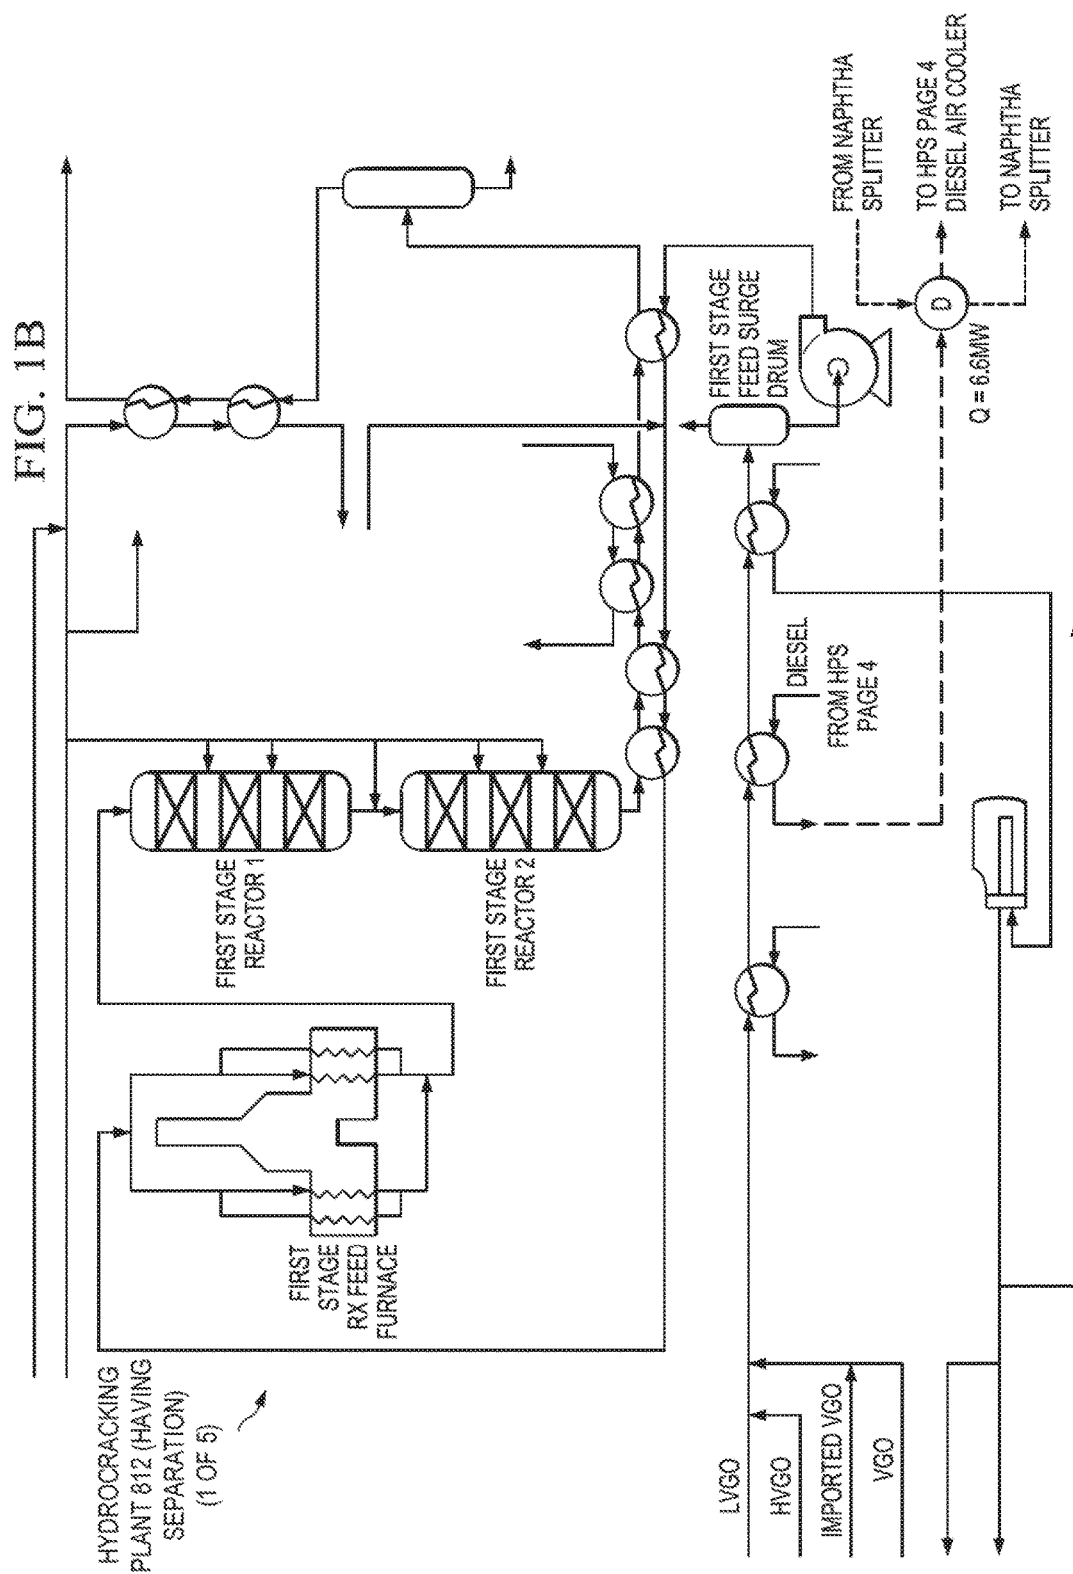 FIG. 1B
HYDROCRACKING
PLANT 812 (HAVING
SEPARATION)
(1 OF 5)
FIRST
STAGE
RX FEED
FURNACE
FIRST STAGE
REACTOR 1
FIRST STAGE
REACTOR 2
FIRST STAGE
FEED SURGE
DRUM
LVGO
HVGO
IMPORTED VGO
VGO
DIESEL
FROM HPS
PAGE 4
D
Q = 6.6MW
FROM NAPHTHA
SPLITTER
TO HPS PAGE 4
DIESEL AIR COOLER
TO NAPHTHA
SPLITTER